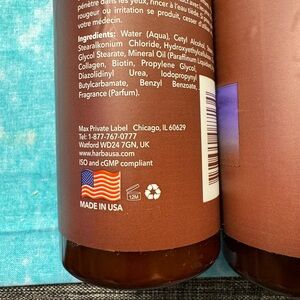 pénètre dans les yeux, rincer à l'eau tiède.
rougeur ou irritation se produit, cesser
votre médecin.
Ingredients: Water (Aqua), Cetyl Alcohol,
Stearalkonium Chloride, Hydroxyethylcellulose
Glycol Stearate, Mineral Oil (Paraffinum Liquidum
Collagen, Biotin, Propylene Glycol,
Diazolidinyl Urea, Iodopropynyl
Butylcarbamate, Benzyl Benzoate,
Fragrance (Parfum).
Max Private Label Chicago, IL 60629
Tel: 1-877-767-0777
Watford WD24 7GN, UK
www.harbausa.com
ISO and cGMP compliant
12M
MADE IN USA